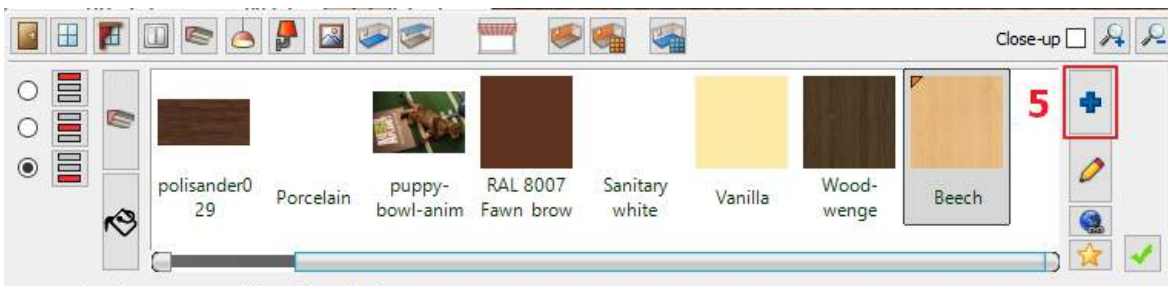 Close-up
5
polisander0
29
Porcelain
puppy-
bowl-anim
RAL 8007
Fawn brow
Sanitary
white
Vanilla
Wood-
wenge
Beech